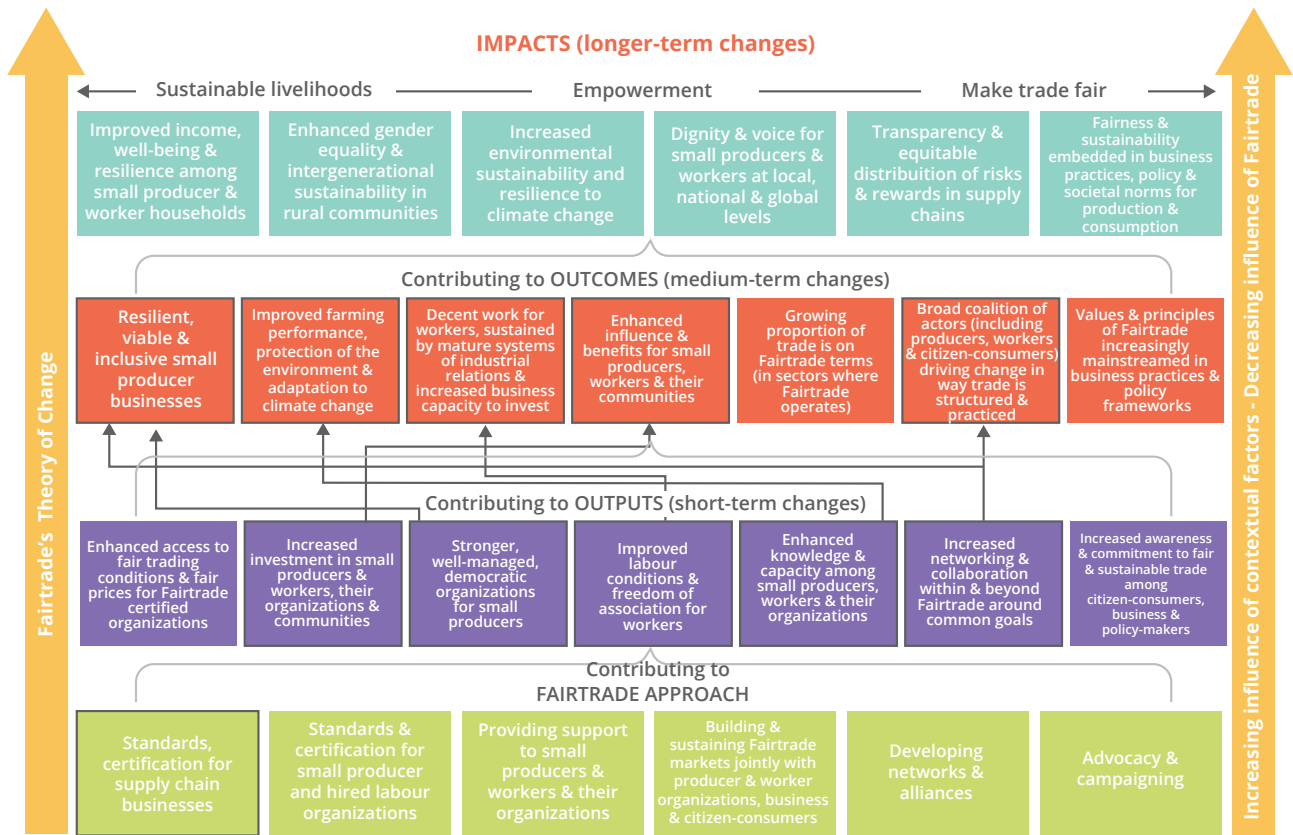 IMPACTS (longer-term changes)
Sustainable livelihoods
Empowerment
Make trade fair
Improved income,
well-being &
resilience among
small producer &
worker households
Enhanced gender
equality &
intergenerational
sustainability in
rural communities
Increased
environmental
sustainability and
resilience to
climate change
Dignity & voice for
small producers &
workers at local,
national & global
levels
Transparency &
equitable
distribuition of risks
& rewards in supply
chains
Fairness &
sustainability
embedded in business
practices, policy &
societal norms for
production &
consumption
Contributing to OUTCOMES (medium-term changes)
Resilient,
viable &
inclusive small
producer
businesses
Improved farming
performance,
protection of the
environment &
adaptation to
climate change
Decent work for
workers, sustained
by mature systems
of industrial
relations &
increased business
capacity to invest
Enhanced
influence &
benefits for small
producers,
workers & their
communities
Growing
proportion of
trade is on
Fairtrade terms
(in sectors where
Fairtrade
operates)
Broad coalition of
actors (including
producers, workers
& citizen-consumers)
driving change in
way trade is
structured &
practiced
Values & principles
of Fairtrade
increasingly
mainstreamed in
business practices &
policy
frameworks
Contributing to OUTPUTS (short-term changes)
Enhanced access to
fair trading
conditions & fair
prices for Fairtrade
certified
organizations
Increased
investment in small
producers &
workers, their
organizations &
communities
Stronger,
well-managed,
democratic
organizations
for small
producers
Improved
labour
conditions &
freedom of
association for
workers
Enhanced
knowledge &
capacity among
small producers,
workers & their
organizations
Increased
networking &
collaboration
within & beyond
Fairtrade around
common goals
Increased awareness
& commitment to fair
& sustainable trade
among
citizen-consumers,
business &
policy-makers
Contributing to
FAIRTRADE APPROACH
Standards,
certification for
supply chain
businesses
Standards &
certification for
small producer
and hired labour
organizations
Providing support
to small
producers &
workers & their
organizations
Building &
sustaining Fairtrade
markets jointly with
producer & worker
organizations, business
& citizen-consumers
Developing
networks &
alliances
Advocacy &
campaigning
Fairtrade's Theory of Change
Increasing influence of contextual factors - Decreasing influence of Fairtrade